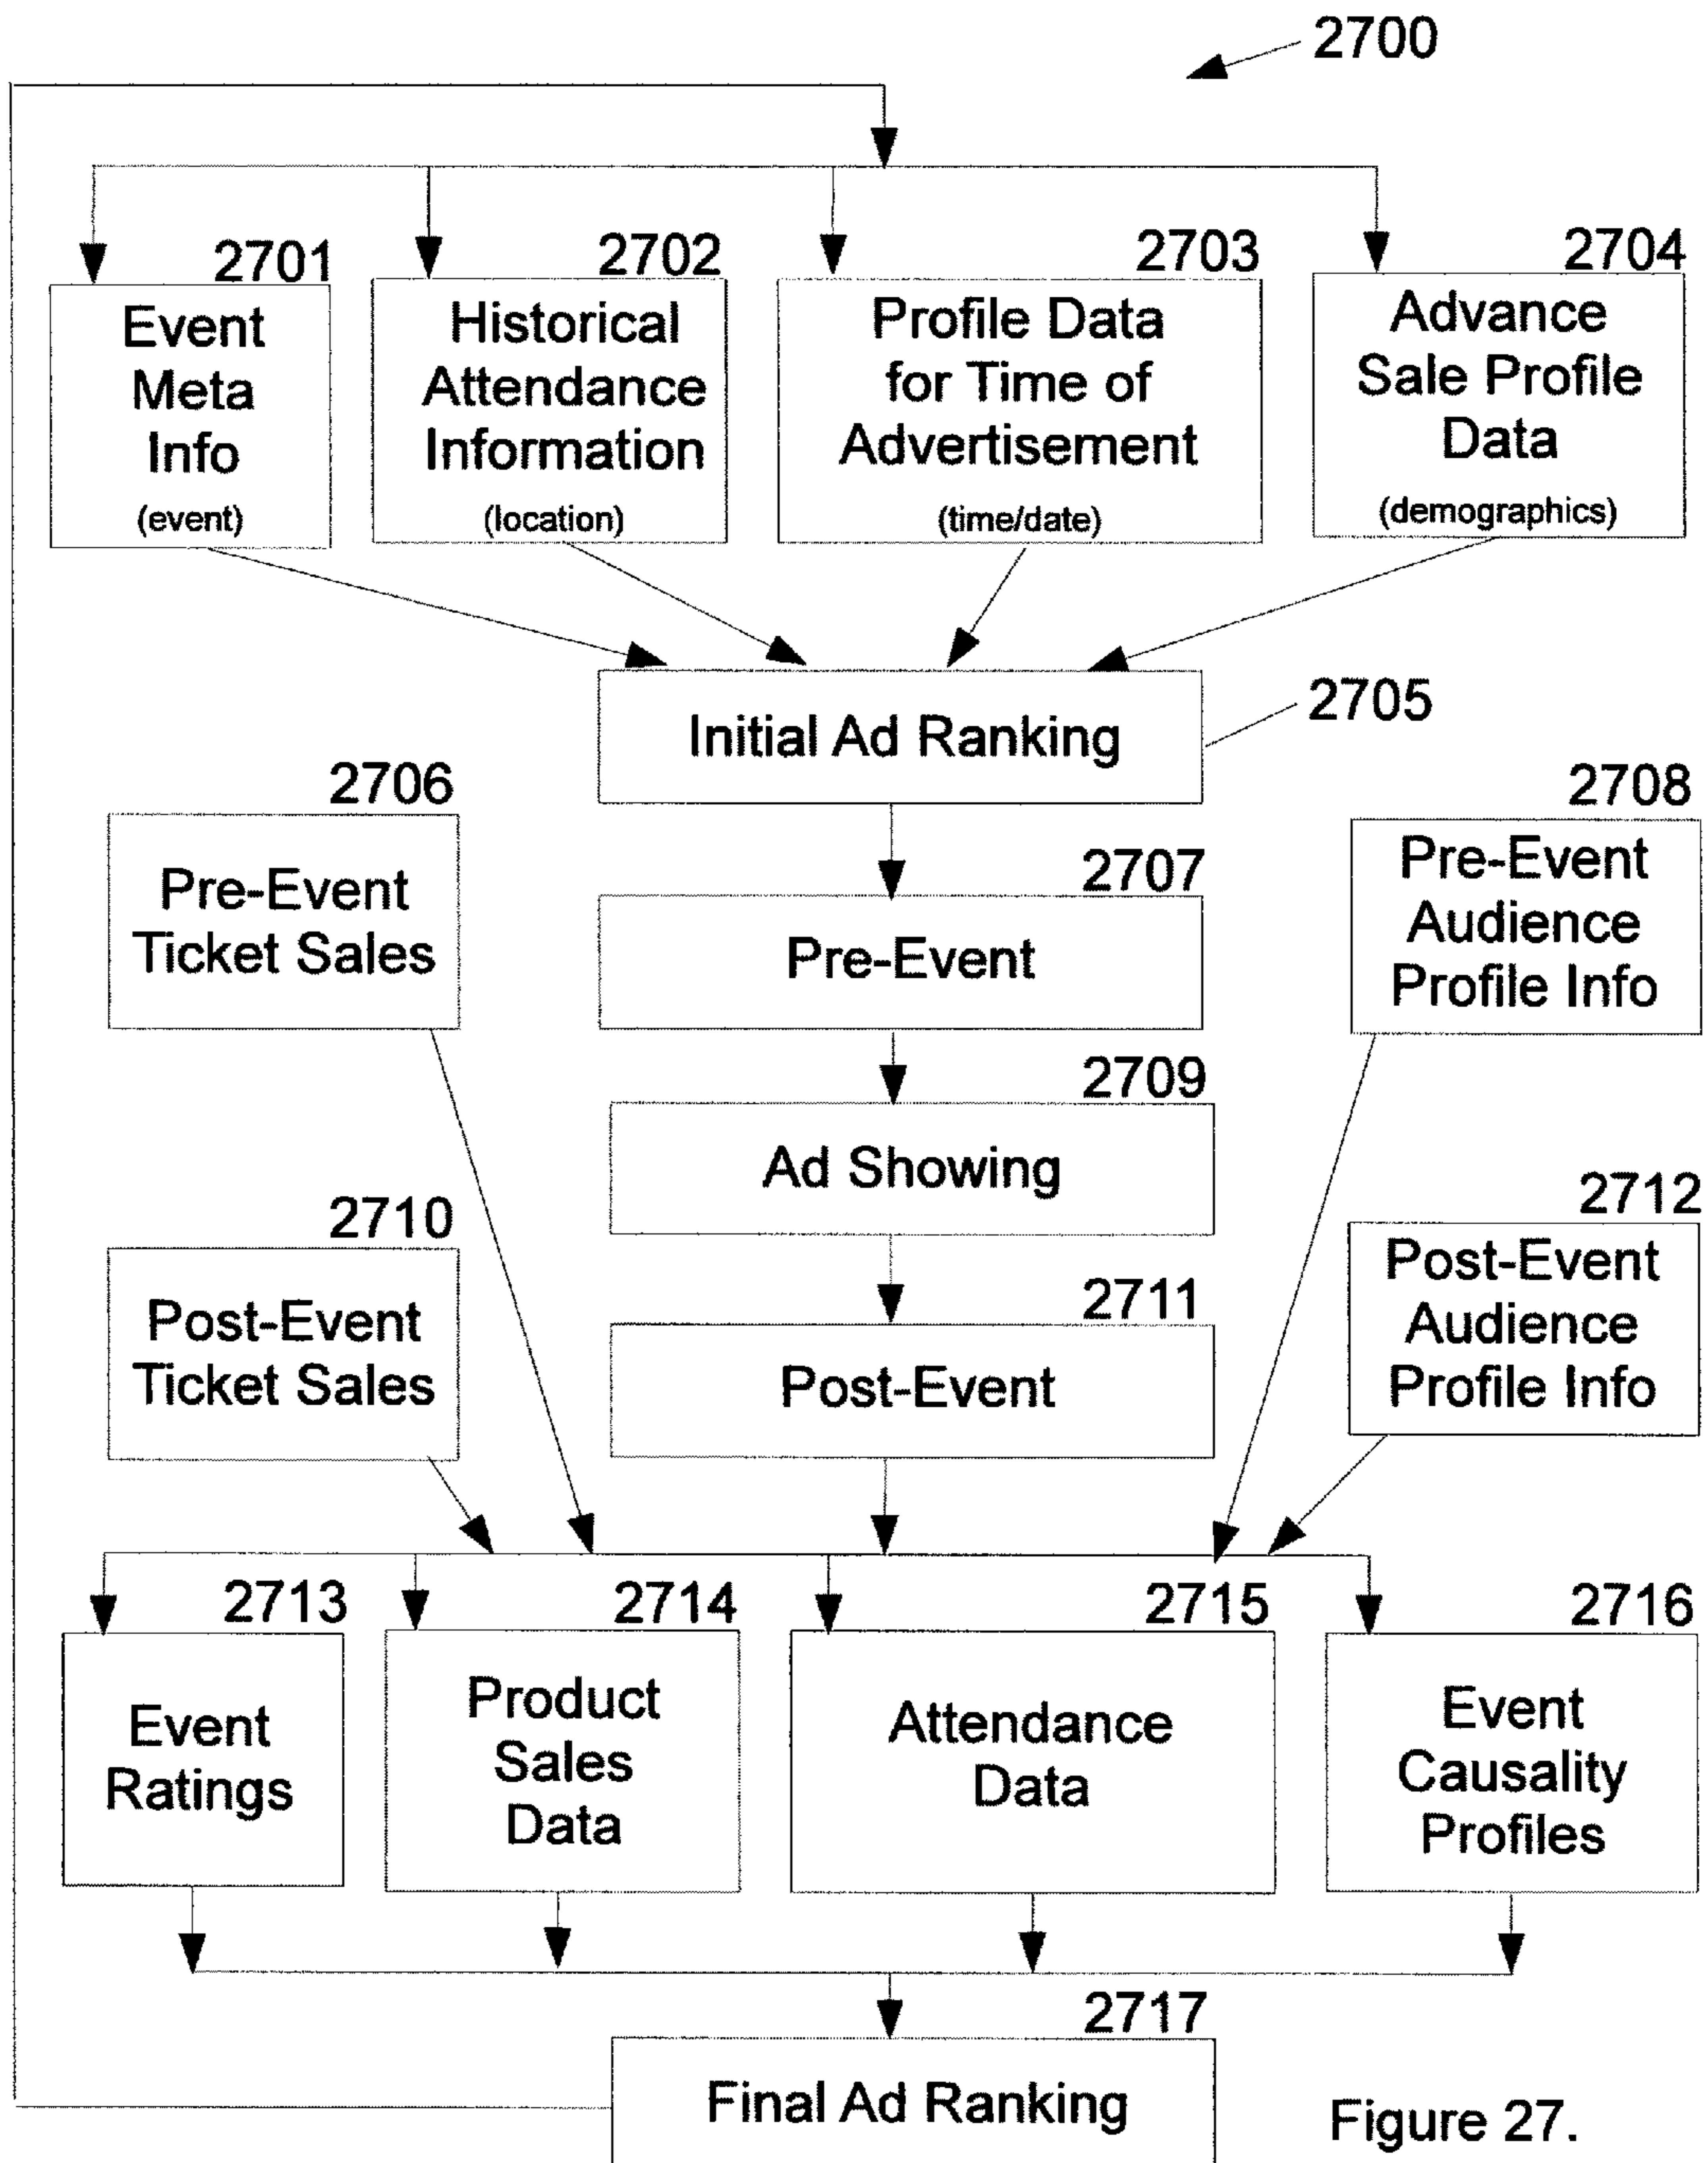 2700
2701
Event
Meta
Info
(event)
2702
Historical
Attendance
Information
(location)
2703
Profile Data
for Time of
Advertisement
(time/date)
2704
Advance
Sale Profile
Data
(demographics)
Initial Ad Ranking
2705
2706
Pre-Event
Ticket Sales
2707
Pre-Event
2708
Pre-Event
Audience
Profile Info
2709
Ad Showing
2710
Post-Event
Ticket Sales
2711
Post-Event
2712
Post-Event
Audience
Profile Info
2713
Event
Ratings
2714
Product
Sales
Data
2715
Attendance
Data
2716
Event
Causality
Profiles
2717
Final Ad Ranking
Figure 27.